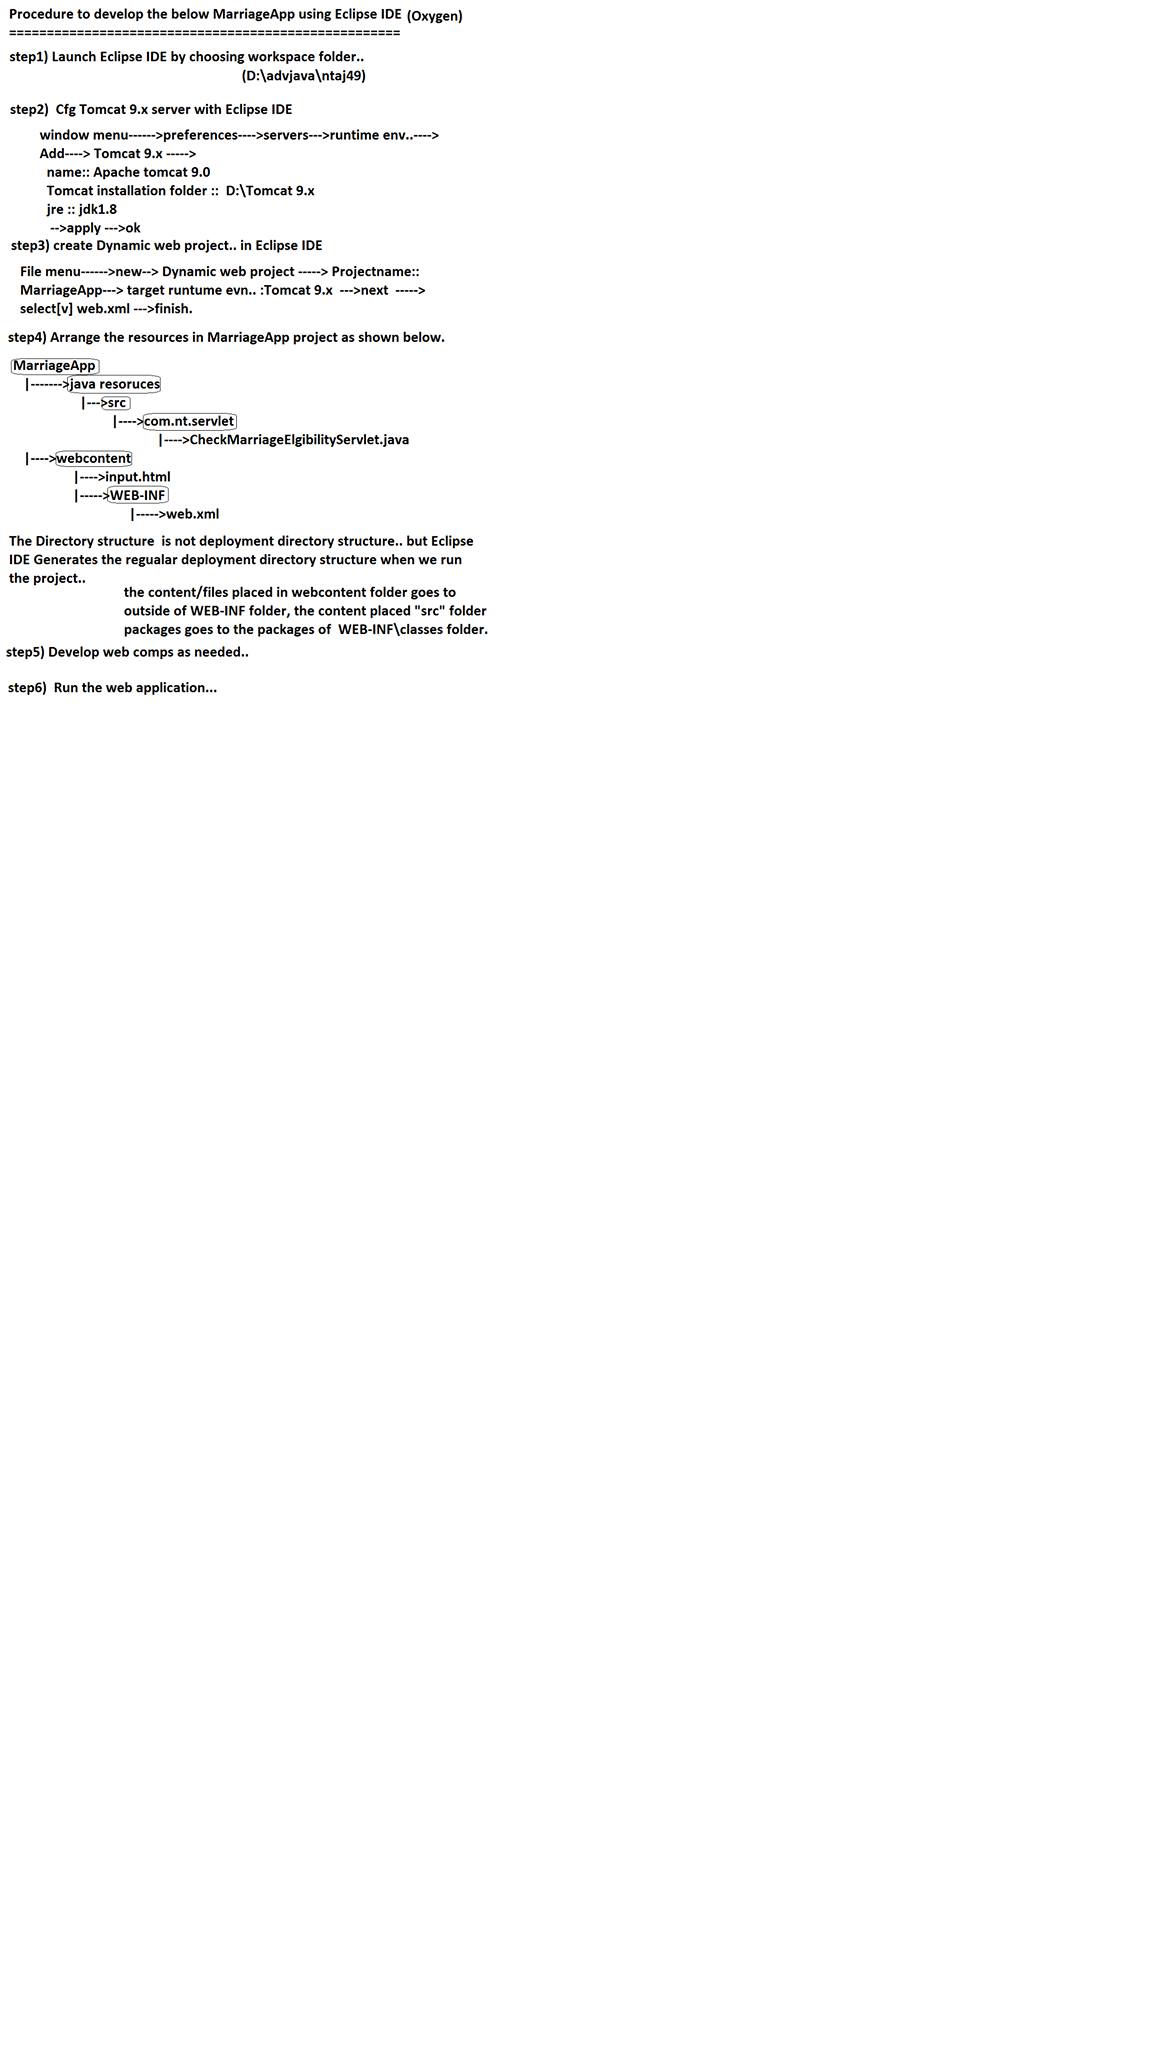 Procedure to develop the below MarriageApp using Eclipse IDE (Oxygen)
====================================================
step1) Launch Eclipse IDE by choosing workspace folder..
(D:\advjava\ntaj49)
step2)  Cfg Tomcat 9.x server with Eclipse IDE
window menu------>preferences---->servers--->runtime env..---->
Add----> Tomcat 9.x ----->
name:: Apache tomcat 9.0
Tomcat installation folder ::  D:\Tomcat 9.x
jre :: jdk1.8
-->apply --->ok
step3) create Dynamic web project.. in Eclipse IDE
File menu------>new--> Dynamic web project -----> Projectname::
MarriageApp---> target runtume evn.. :Tomcat 9.x  --->next  ----->
select[v] web.xml --->finish.
step4) Arrange the resources in MarriageApp project as shown below.
MarriageApp
|------->java resoruces
|--->src
|---->com.nt.servlet
|---->CheckMarriageElgibilityServlet.java
|---->webcontent
|---->input.html
|----->WEB-INF
|----->web.xml
The Directory structure  is not deployment directory structure.. but Eclipse
IDE Generates the regualar deployment directory structure when we run
the project..
the content/files placed in webcontent folder goes to
outside of WEB-INF folder, the content placed "src" folder
packages goes to the packages of  WEB-INF\classes folder.
step5) Develop web comps as needed..
step6)  Run the web application...